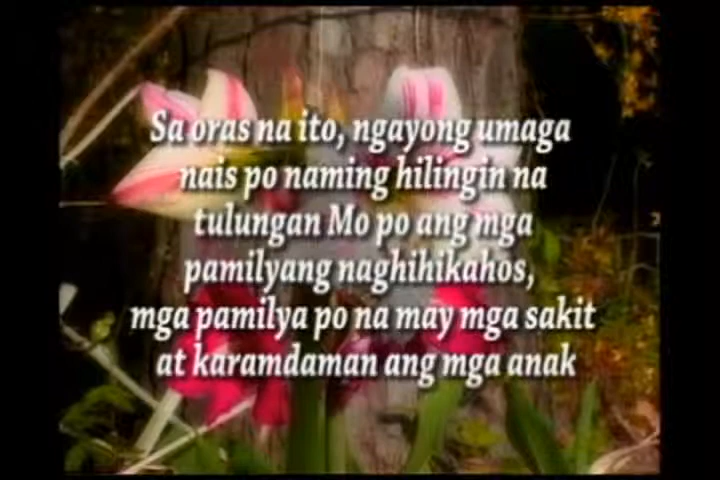 Sa oras na ito, ngayong umaga
nais po naming hilingin na
tulungan Mo po ang mga
pamilyang naghihikahos,
mga pamilya po na may mga sakit
at karamdaman ang mga anak